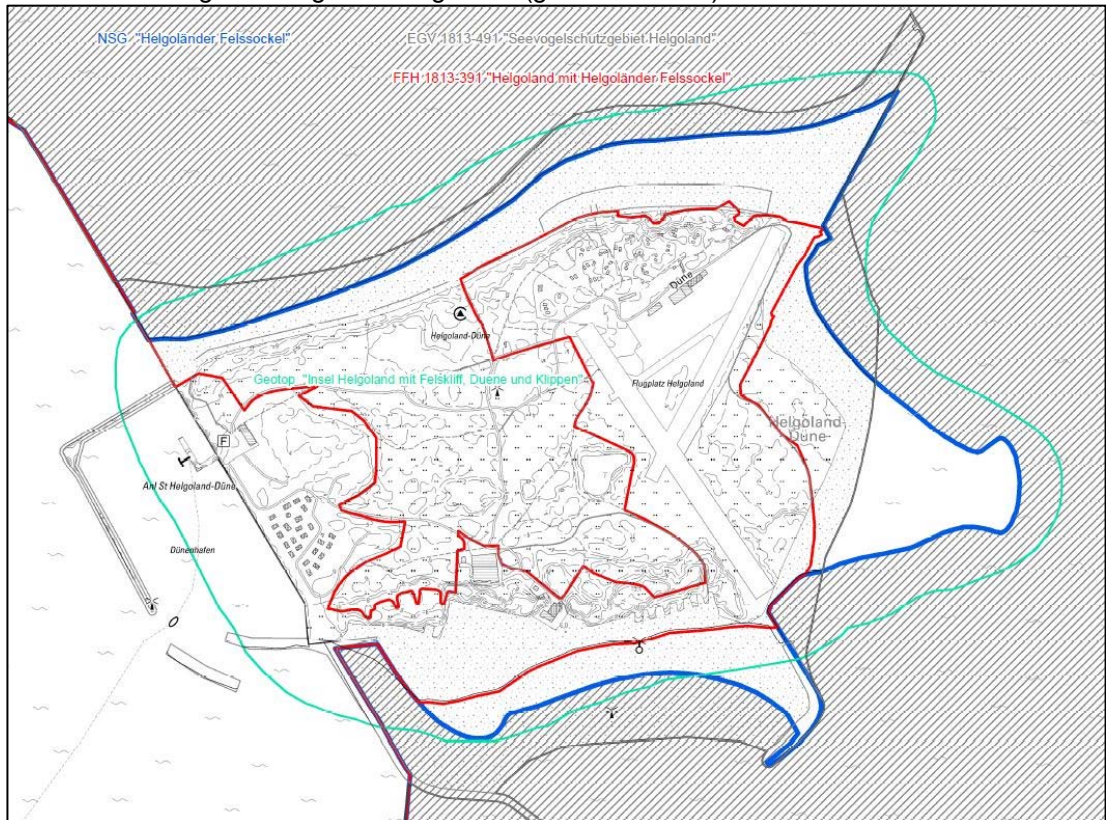 NSG "Helgoländer Felssockel"
EGV 1813-491 "Seevogelschutzgebiet Helgoland"
FFH 1813-391 "Helgoland mit Helgoländer Felssockel"
Düne
Helgoland-Düne
Geotop "Insel Helgoland mit Felskliff, Duene und Klippen"
Flugplatz Helgoland
Helgoland-
Düne
F
Anl St Helgoland-Düne
Dünenhafen